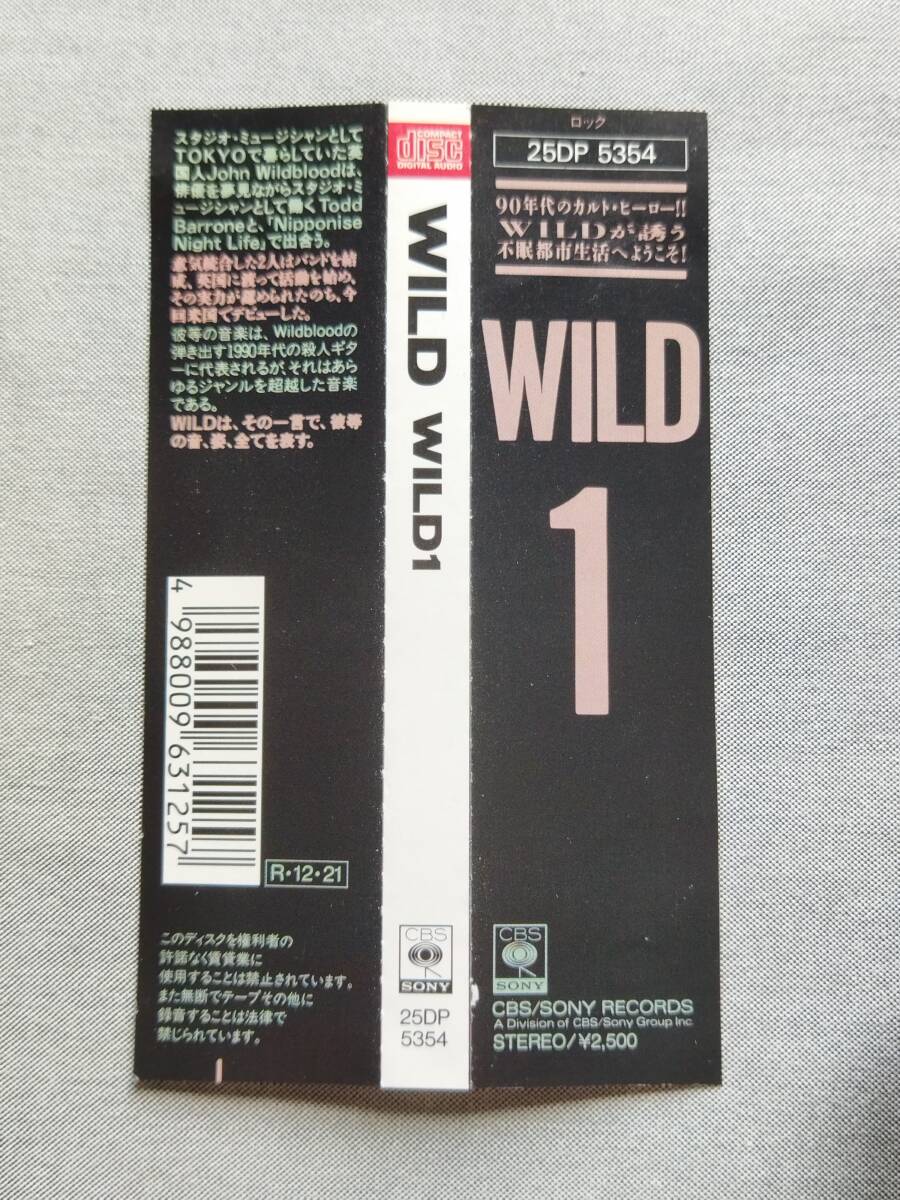 スタジオ・ミュージシャンとして
TOKYOで暮らしていた英
国人John Wildbloodは、
俳優を夢見ながらスタジオ・ミ
ュージシャンとして働くTodd
Barroneと、「Nipponise
Night Life」で出合う。
意気統合した2人はバンドを結
成、英国に渡って活動を始め、
その実力が認められたのち、今
回米国でデビューした。
彼等の音楽は、Wildbloodの
弾き出す1990年代の殺人ギタ
ーに代表されるが、それはあら
ゆるジャンルを超越した音楽
である。
WILDは、その一言で、彼等
の音、姿、全てを表す。
4 988009 631257
R・12・21
このディスクを権利者の
許諾なく賃貸業に
使用することは禁止されています。
また無断でテープその他に
録音することは法律で
禁じられています。
COMPACT
disc
DIGITAL AUDIO
WILD WILD1
CBS
SONY
25DP
5354
ロック
25DP 5354
90年代のカルト・ヒーロー!!
WILDが誘う
不眠都市生活へようこそ!
WILD
1
CBS
SONY
CBS/SONY RECORDS
A Division of CBS/Sony Group Inc.
STEREO/¥2,500